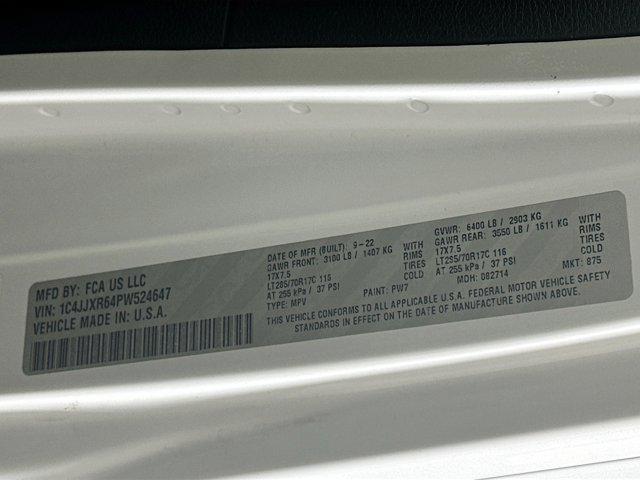 MFD BY: FCA US LLC
VIN: 1C4JJXR64PW524647
VEHICLE MADE IN: U.S.A.
DATE OF MFR (BUILT): 9-22
GAWR FRONT: 3100 LB / 1407 KG WITH
17X7.5 RIMS
LT285/70R17C 116 TIRES
AT 255 kPa / 37 PSI COLD
TYPE: MPV PAINT: PW7
GVWR: 6400 LB / 2903 KG
GAWR REAR: 3550 LB / 1611 KG WITH
17X7.5 RIMS
LT285/70R17C 116 TIRES
AT 255 kPa / 37 PSI COLD
MDH: 082714 MKT: 875
THIS VEHICLE CONFORMS TO ALL APPLICABLE U.S.A. FEDERAL MOTOR VEHICLE SAFETY
STANDARDS IN EFFECT ON THE DATE OF MANUFACTURE SHOWN ABOVE.